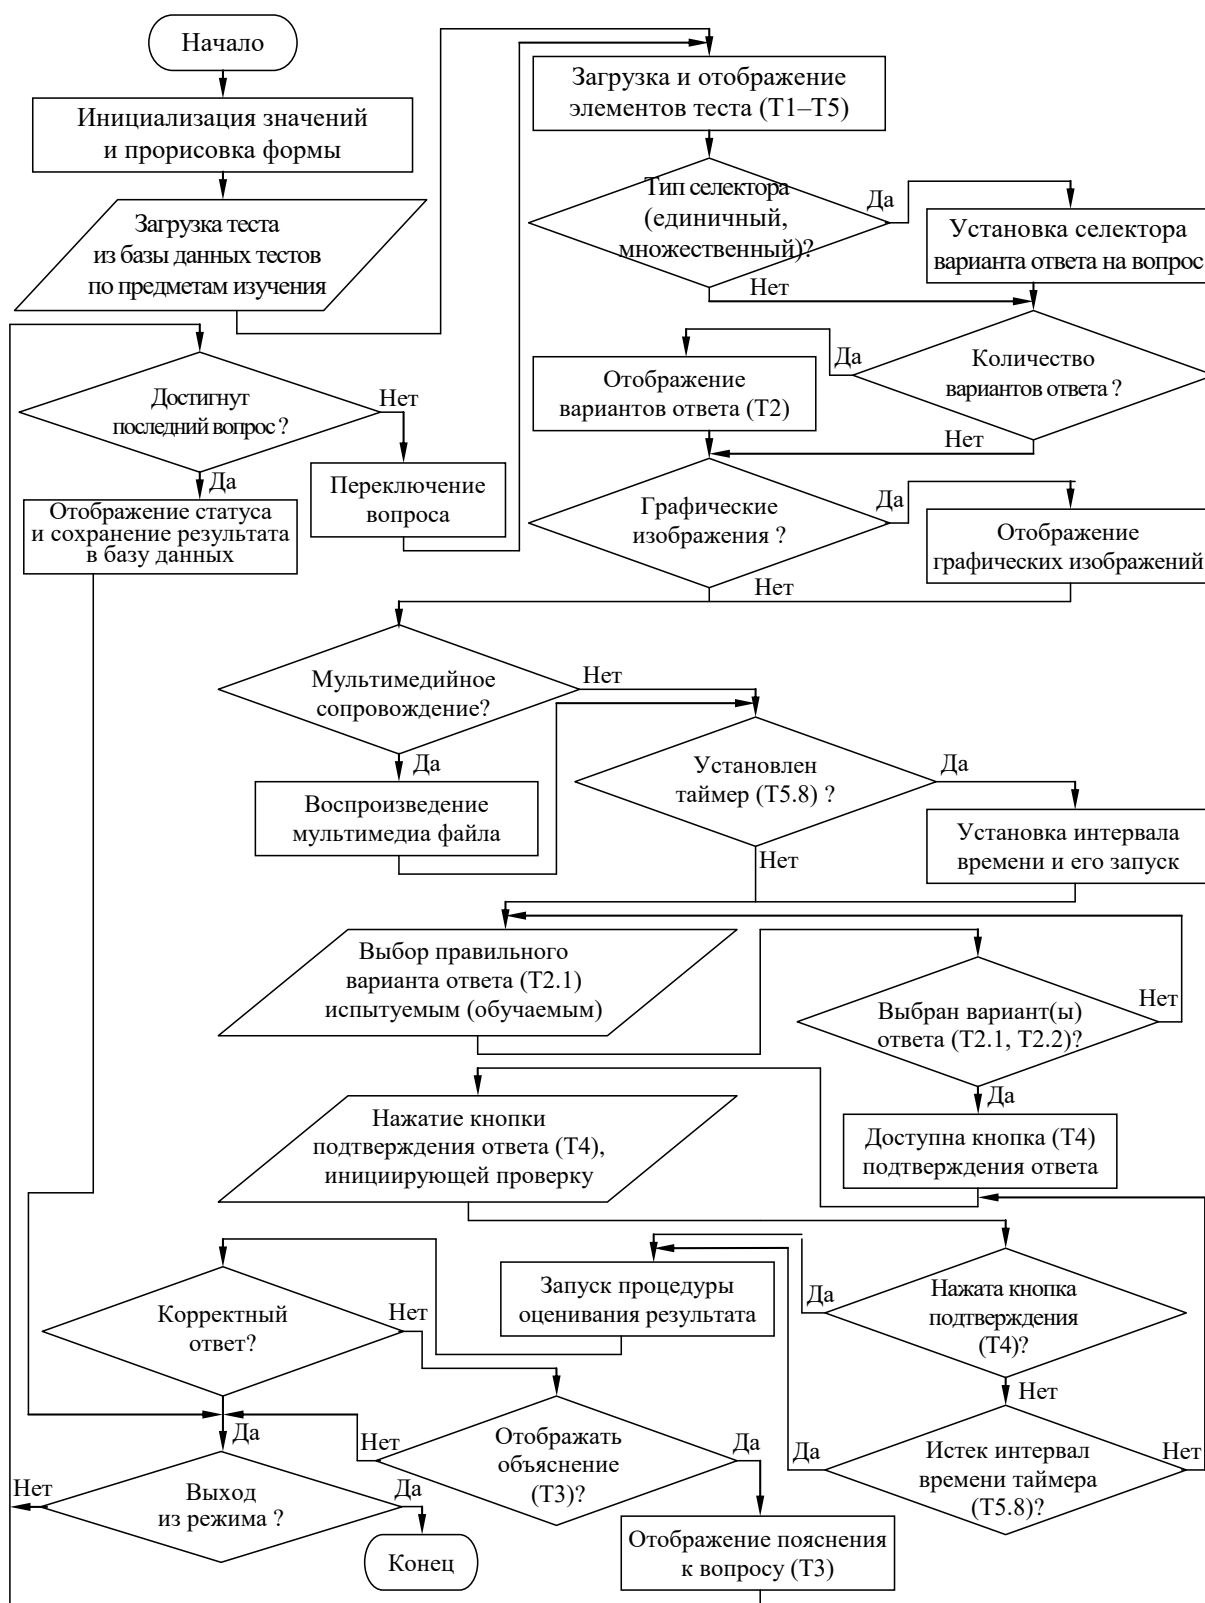 Начало
Инициализация значений
и прорисовка формы
Загрузка теста
из базы данных тестов
по предметам изучения
Загрузка и отображение
элементов теста (Т1–Т5)
Тип селектора
(единичный,
множественный)?
Да
Нет
Установка селектора
варианта ответа на вопрос
Количество
вариантов ответа ?
Да
Нет
Отображение
вариантов ответа (Т2)
Достигнут
последний вопрос ?
Нет
Да
Переключение
вопроса
Отображение статуса
и сохранение результата
в базу данных
Графические
изображения ?
Да
Нет
Отображение
графических изображений
Мультимедийное
сопровождение?
Нет
Да
Воспроизведение
мультимедиа файла
Установлен
таймер (Т5.8) ?
Да
Нет
Установка интервала
времени и его запуск
Выбор правильного
варианта ответа (Т2.1)
испытуемым (обучаемым)
Выбран вариант(ы)
ответа (Т2.1, Т2.2)?
Нет
Да
Доступна кнопка (Т4)
подтверждения ответа
Нажатие кнопки
подтверждения ответа (Т4),
инициирующей проверку
Нажата кнопка
подтверждения
(Т4)?
Да
Нет
Запуск процедуры
оценивания результата
Корректный
ответ?
Нет
Да
Истек интервал
времени таймера
(Т5.8)?
Да
Нет
Отображать
объяснение
(Т3)?
Нет
Да
Отображение пояснения
к вопросу (Т3)
Выход
из режима ?
Нет
Да
Конец